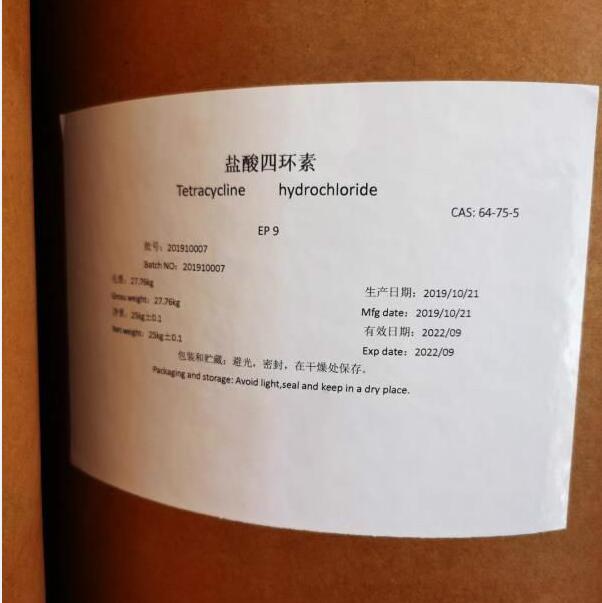 盐酸四环素
Tetracycline hydrochloride
CAS: 64-75-5
EP 9
批号：201910007
Batch NO：201910007
毛重：27.76kg
Gross weight：27.76kg
净重：25kg±0.1
Net weight：25kg±0.1
生产日期：2019/10/21
Mfg date：2019/10/21
有效日期：2022/09
Exp date：2022/09
包装和贮藏：避光，密封，在干燥处保存。
Packaging and storage: Avoid light,seal and keep in a dry place.